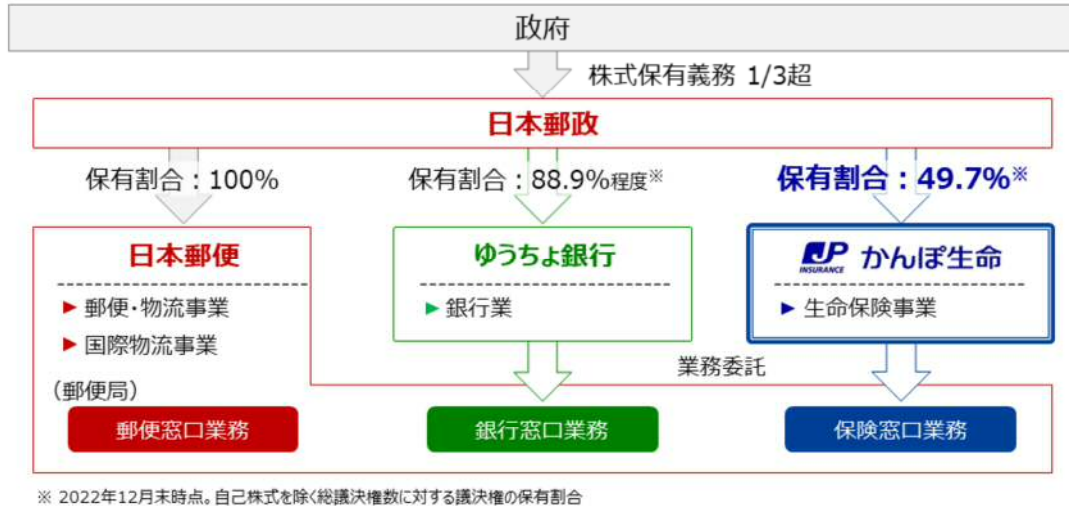 政府
株式保有義務 1/3超
日本郵政
保有割合：100%
保有割合：88.9%程度※
保有割合：49.7%※
日本郵便
ゆうちょ銀行
JP INSURANCE かんぽ生命
▶ 郵便・物流事業
▶ 国際物流事業
▶ 銀行業
▶ 生命保険事業
業務委託
（郵便局）
郵便窓口業務
銀行窓口業務
保険窓口業務
※ 2022年12月末時点。自己株式を除く総議決権数に対する議決権の保有割合